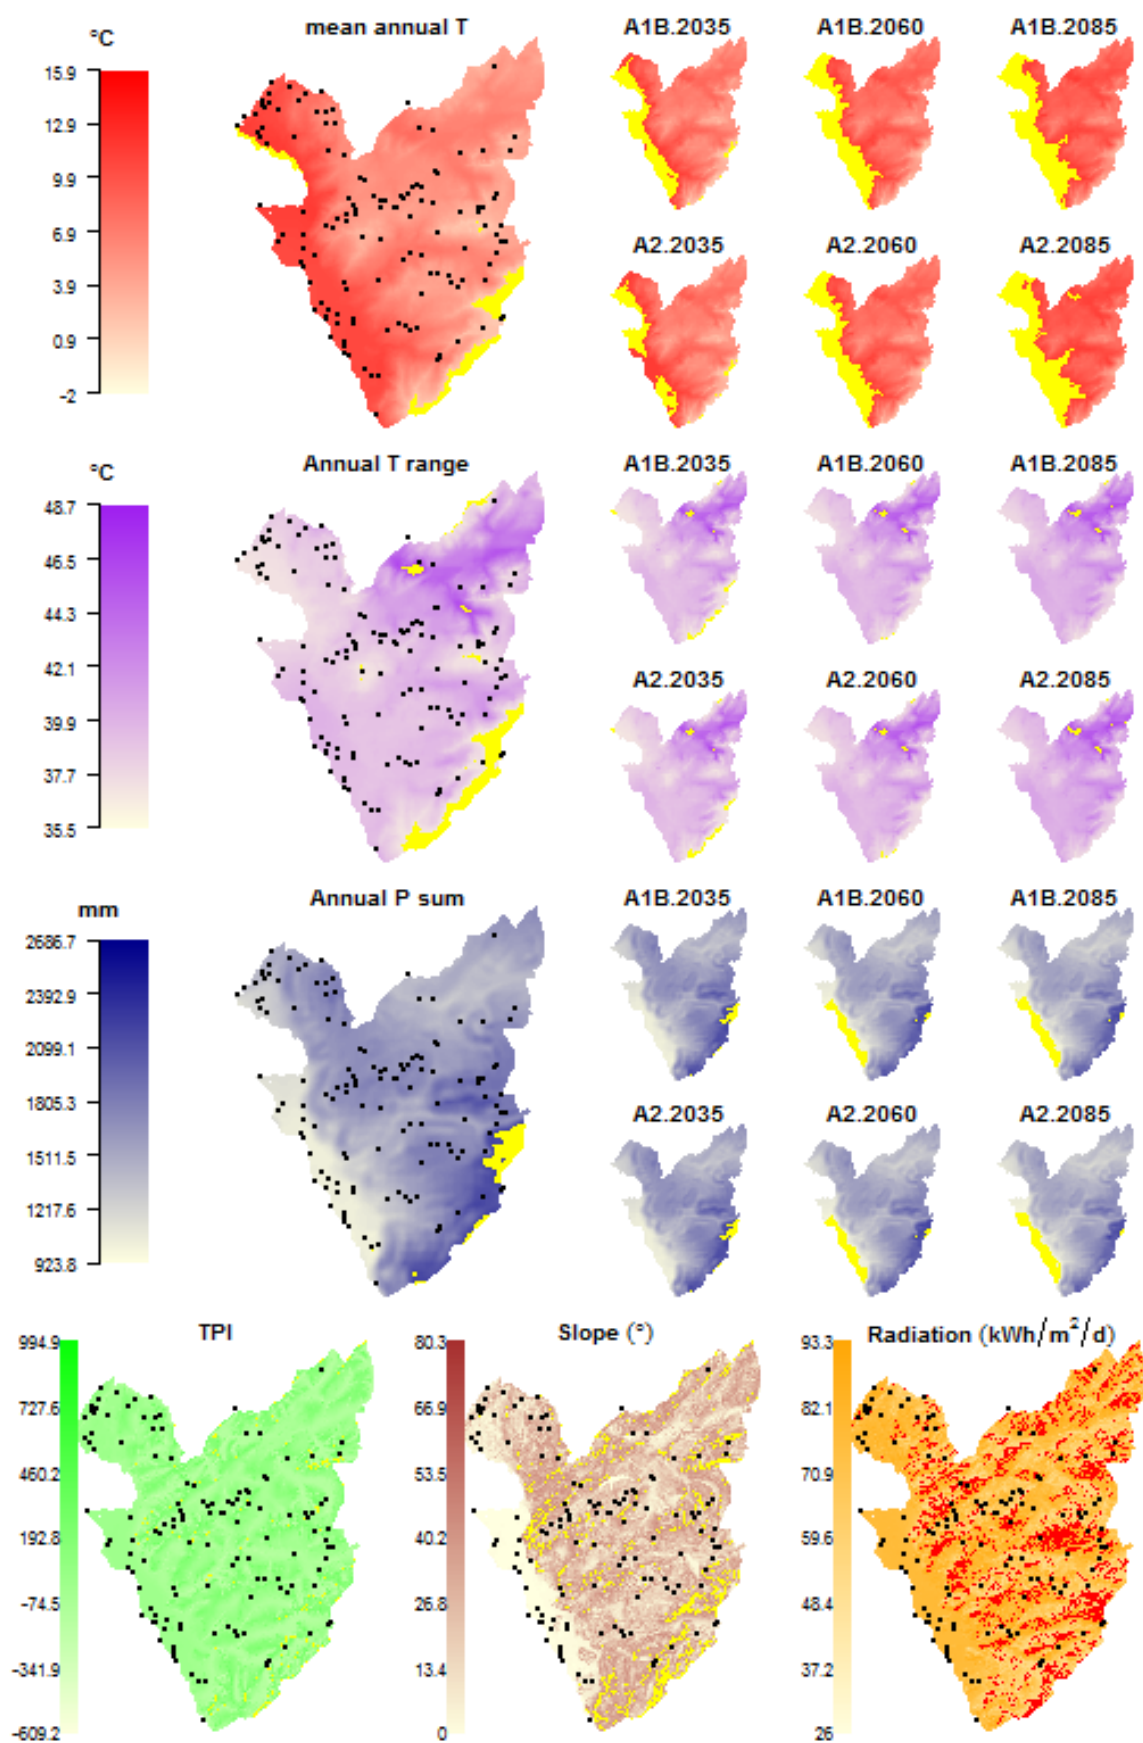 mean annual T
A1B.2035
A1B.2060
A1B.2085
°C
15.9
12.9
9.9
6.9
3.9
0.9
-2
A2.2035
A2.2060
A2.2085
Annual T range
A1B.2035
A1B.2060
A1B.2085
°C
48.7
46.5
44.3
42.1
39.9
37.7
35.5
A2.2035
A2.2060
A2.2085
Annual P sum
A1B.2035
A1B.2060
A1B.2085
mm
2686.7
2392.9
2099.1
1805.3
1511.5
1217.6
923.8
A2.2035
A2.2060
A2.2085
TPI
994.9
727.6
460.2
192.8
-74.5
-341.9
-609.2
Slope (°)
80.3
66.9
53.5
40.2
26.8
13.4
0
Radiation (kWh/m²/d)
93.3
82.1
70.9
59.6
48.4
37.2
26